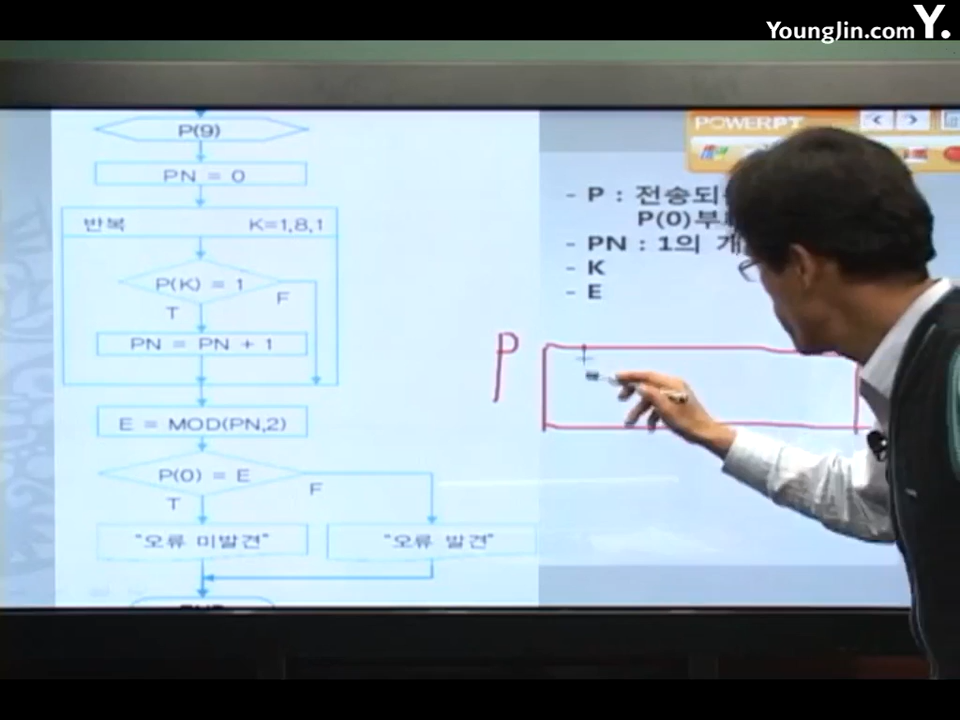 YoungJin.com Y.
POWERPT
P(9)
PN = 0
반복 K=1,8,1
P(K) = 1
T F
PN = PN + 1
E = MOD(PN,2)
P(0) = E
T F
"오류 미발견" "오류 발견"
- P : 전송되
P(0)부
- PN : 1의 개
- K
- E
P